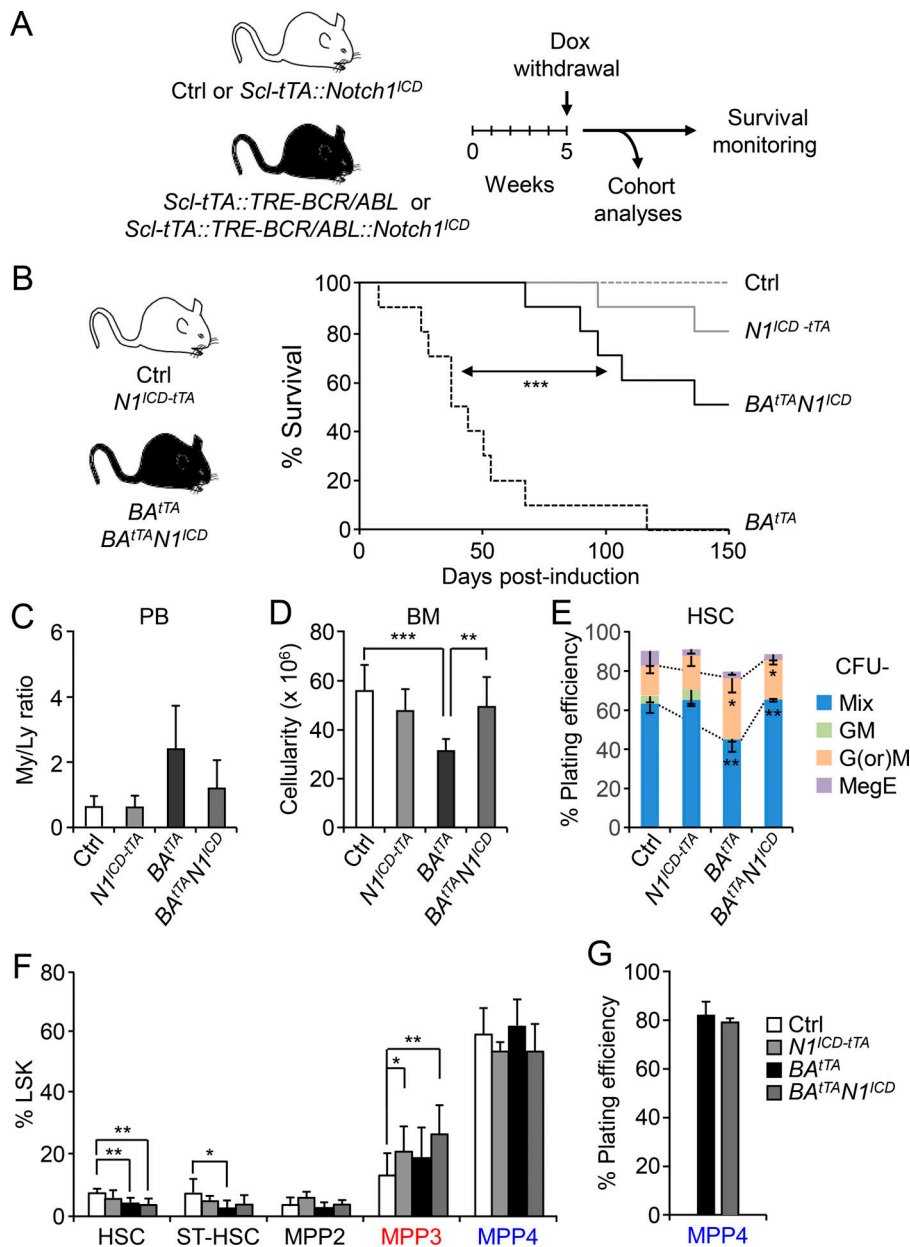 A
Ctrl or Scl-tTA::Notch1ICD
Scl-tTA::TRE-BCR/ABL or
Scl-tTA::TRE-BCR/ABL::Notch1ICD
Dox
withdrawal
0 5
Weeks
Survival
monitoring
Cohort
analyses
B
Ctrl
N1ICD-tTA
BAtTA
BAtTAN1ICD
% Survival
100
80
60
40
20
0
0 50 100 150
Days post-induction
***
Ctrl
N1ICD -tTA
BAtTAN1ICD
BAtTA
C
PB
My/Ly ratio
6
4
2
0
Ctrl
N1ICD-tTA
BAtTA
BAtTAN1ICD
D
BM
Cellularity (x 106)
80
60
40
20
0
*** **
Ctrl
N1ICD-tTA
BAtTA
BAtTAN1ICD
E
HSC
% Plating efficiency
100
80
60
40
20
0
* *
** **
Ctrl
N1ICD-tTA
BAtTA
BAtTAN1ICD
CFU-
Mix
GM
G(or)M
MegE
F
% LSK
80
60
40
20
0
**
**
*
**
*
HSC ST-HSC MPP2 MPP3 MPP4
G
% Plating efficiency
100
80
60
40
20
0
MPP4
Ctrl
N1ICD-tTA
BAtTA
BAtTAN1ICD